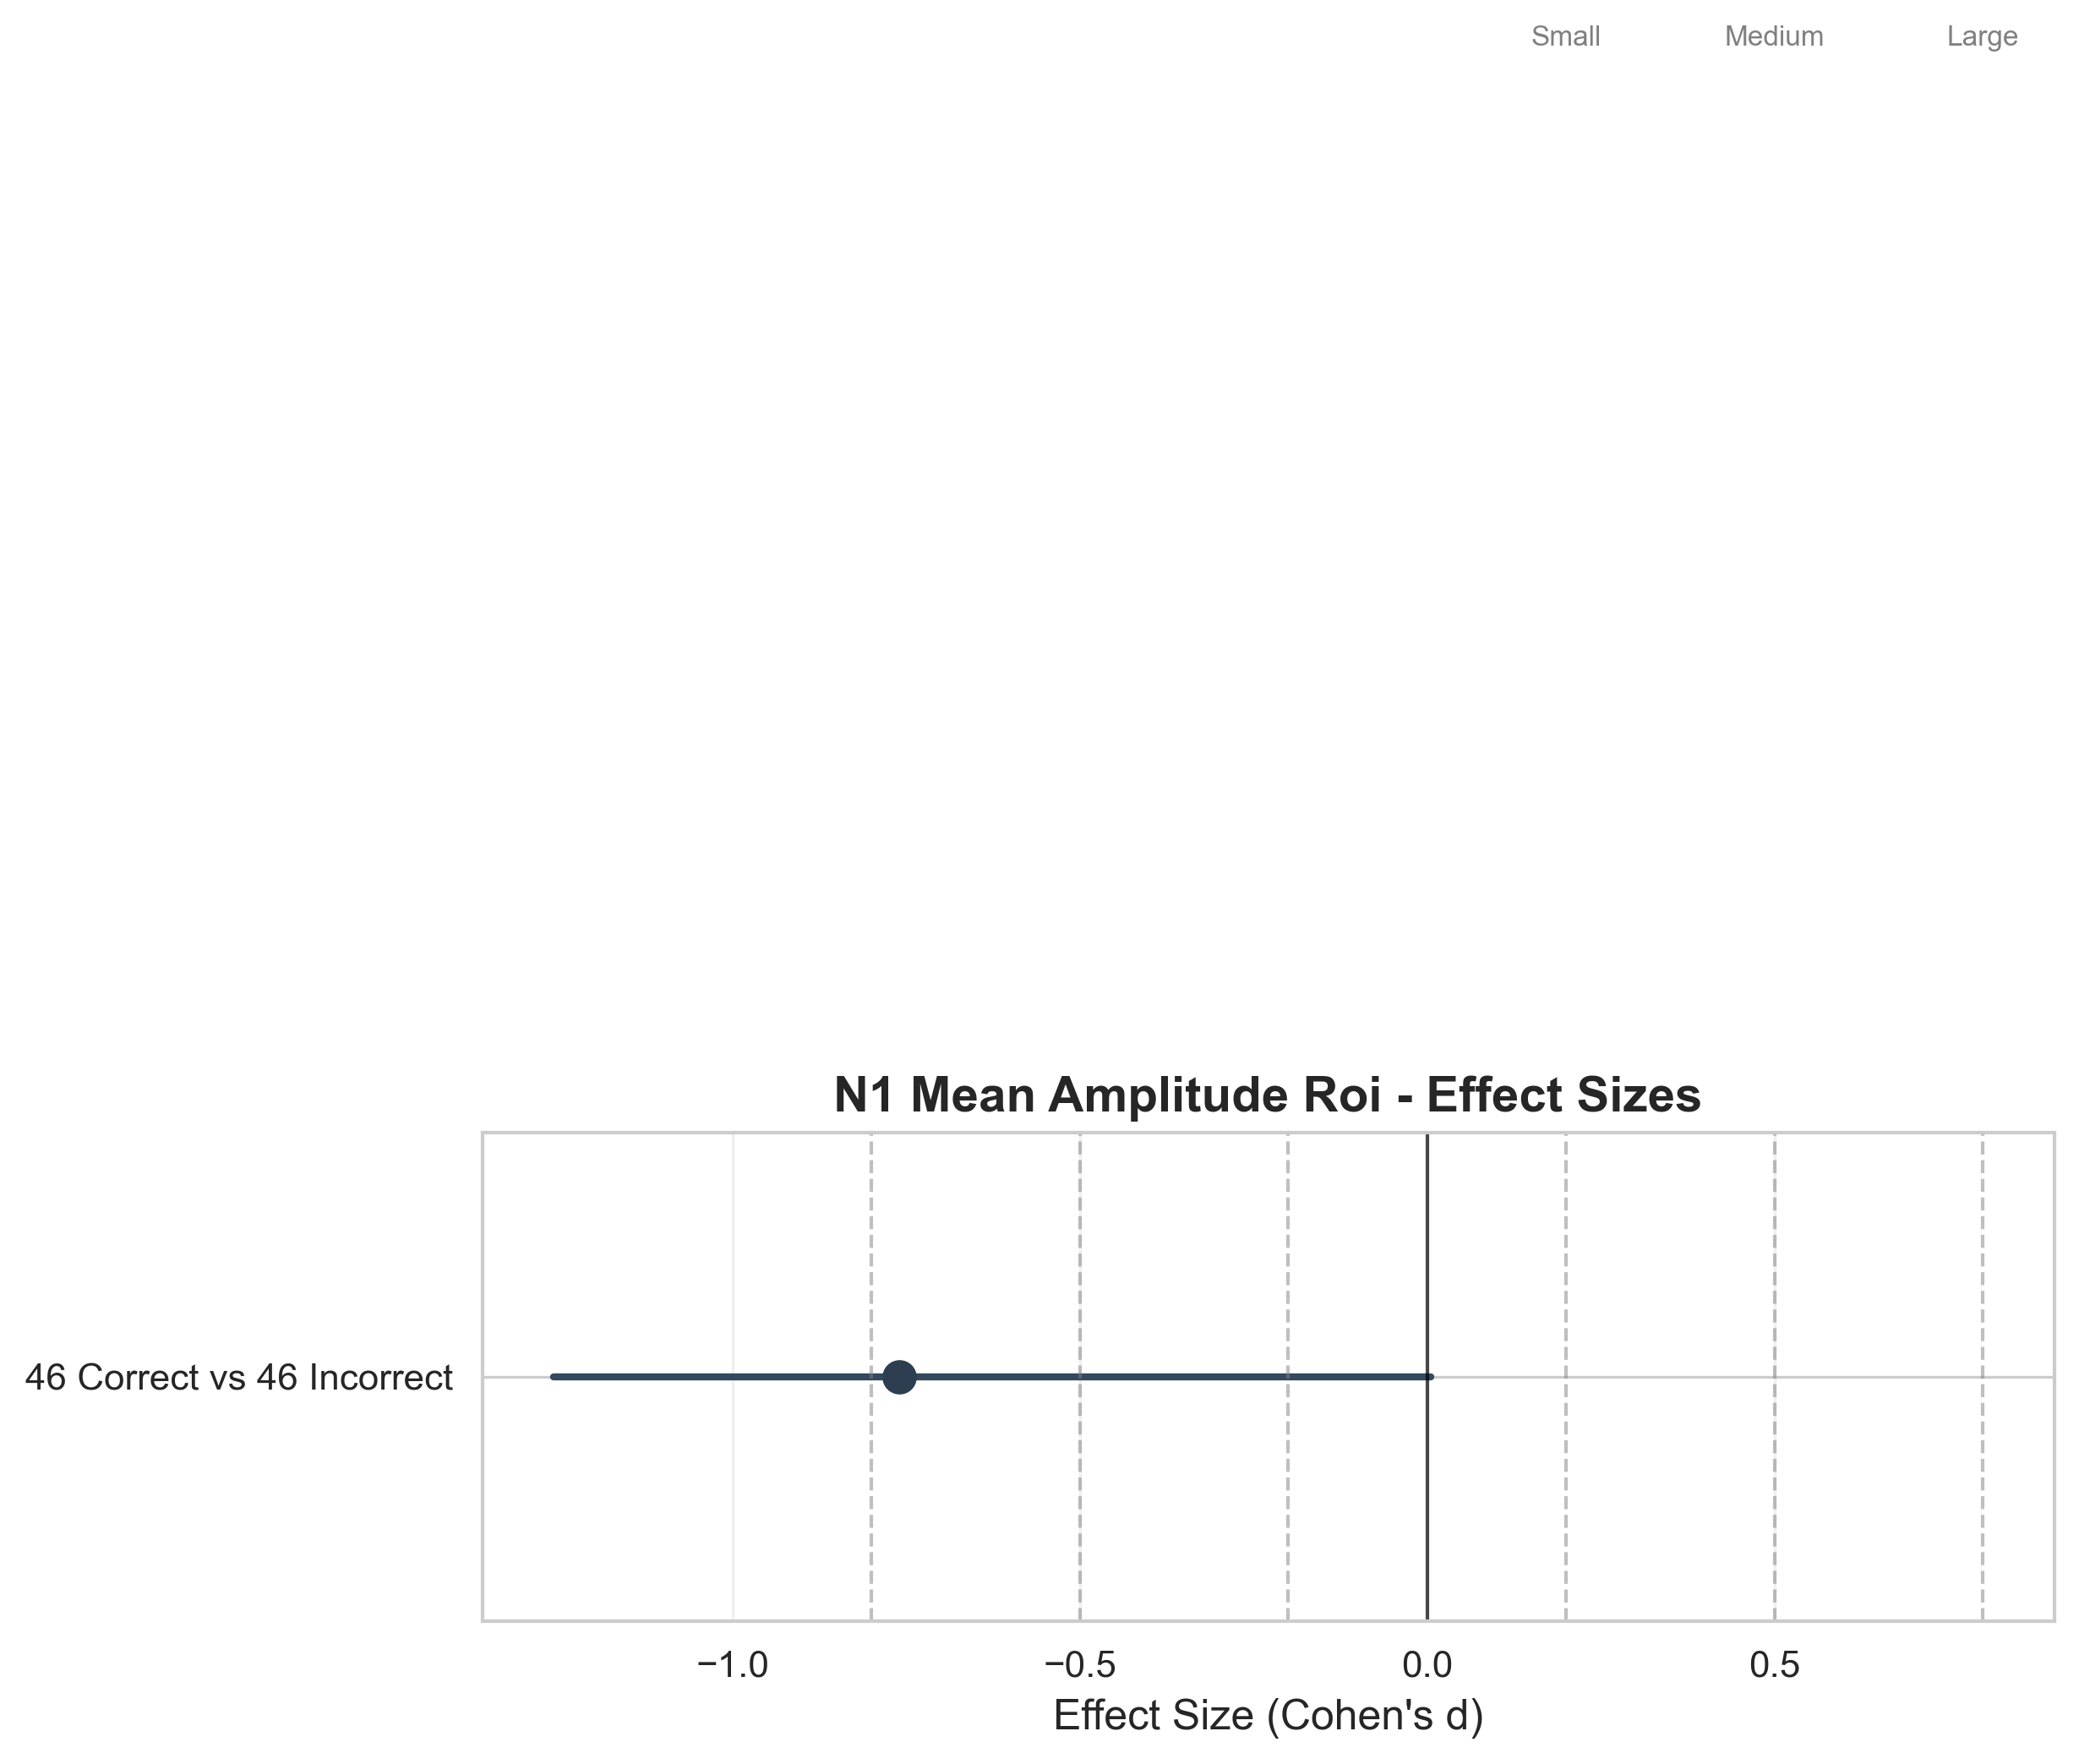 Small Medium Large
N1 Mean Amplitude Roi - Effect Sizes
46 Correct vs 46 Incorrect
−1.0 −0.5 0.0 0.5
Effect Size (Cohen's d)